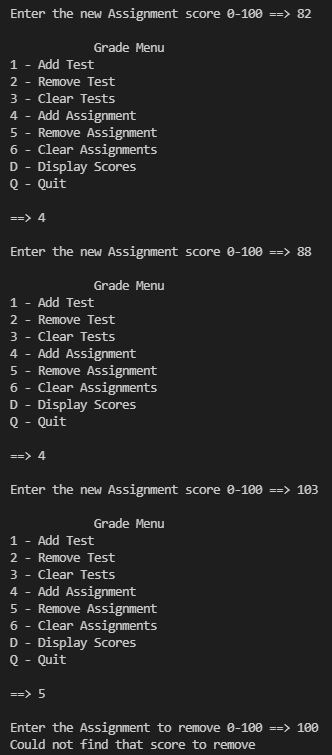 Enter the new Assignment score 0-100 ==> 82
Grade Menu
1 - Add Test
2 - Remove Test
3 - Clear Tests
4 - Add Assignment
5 - Remove Assignment
6 - Clear Assignments
D - Display Scores
Q - Quit
==> 4
Enter the new Assignment score 0-100 ==> 88
Grade Menu
1 - Add Test
2 - Remove Test
3 - Clear Tests
4 - Add Assignment
5 - Remove Assignment
6 - Clear Assignments
D - Display Scores
Q - Quit
==> 4
Enter the new Assignment score 0-100 ==> 103
Grade Menu
1 - Add Test
2 - Remove Test
3 - Clear Tests
4 - Add Assignment
5 - Remove Assignment
6 - Clear Assignments
D - Display Scores
Q - Quit
==> 5
Enter the Assignment to remove 0-100 ==> 100
Could not find that score to remove